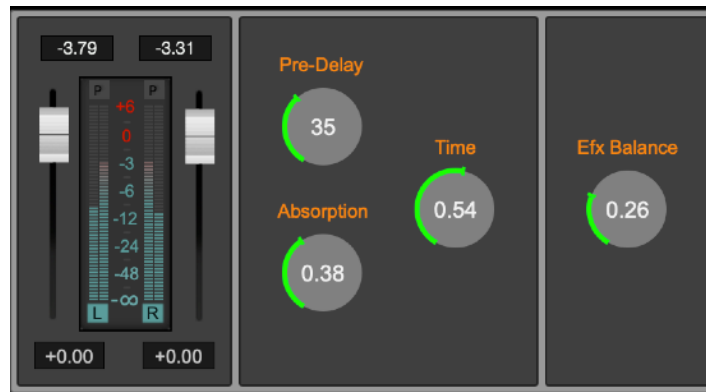 -3.79 -3.31
P P
+6
0
-3
-6
-12
-24
-48
-∞
L R
+0.00 +0.00
Pre-Delay
35
Absorption
0.38
Time
0.54
Efx Balance
0.26